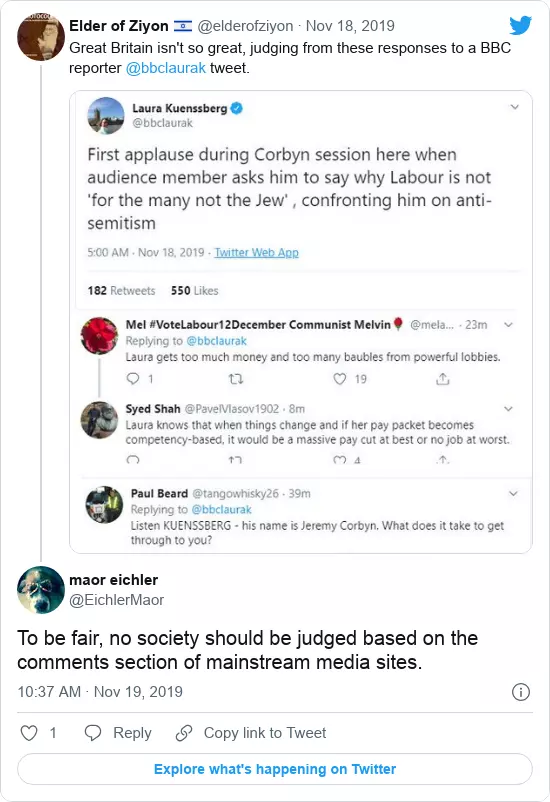 Elder of Ziyon 🇮🇱 @elderofziyon · Nov 18, 2019
Great Britain isn't so great, judging from these responses to a BBC
reporter @bbclaurak tweet.
Laura Kuenssberg
@bbclaurak
First applause during Corbyn session here when
audience member asks him to say why Labour is not
'for the many not the Jew' , confronting him on anti-
semitism
5:00 AM · Nov 18, 2019 · Twitter Web App
182 Retweets 550 Likes
Mel #VoteLabour12December Communist Melvin🌹 @mela... · 23m
Replying to @bbclaurak
Laura gets too much money and too many baubles from powerful lobbies.
1 19
Syed Shah @PavelVlasov1902 · 8m
Laura knows that when things change and if her pay packet becomes
competency-based, it would be a massive pay cut at best or no job at worst.
4
Paul Beard @tangowhisky26 · 39m
Replying to @bbclaurak
Listen KUENSSBERG - his name is Jeremy Corbyn. What does it take to get
through to you?
maor eichler
@EichlerMaor
To be fair, no society should be judged based on the
comments section of mainstream media sites.
10:37 AM · Nov 19, 2019
1 Reply Copy link to Tweet
Explore what's happening on Twitter